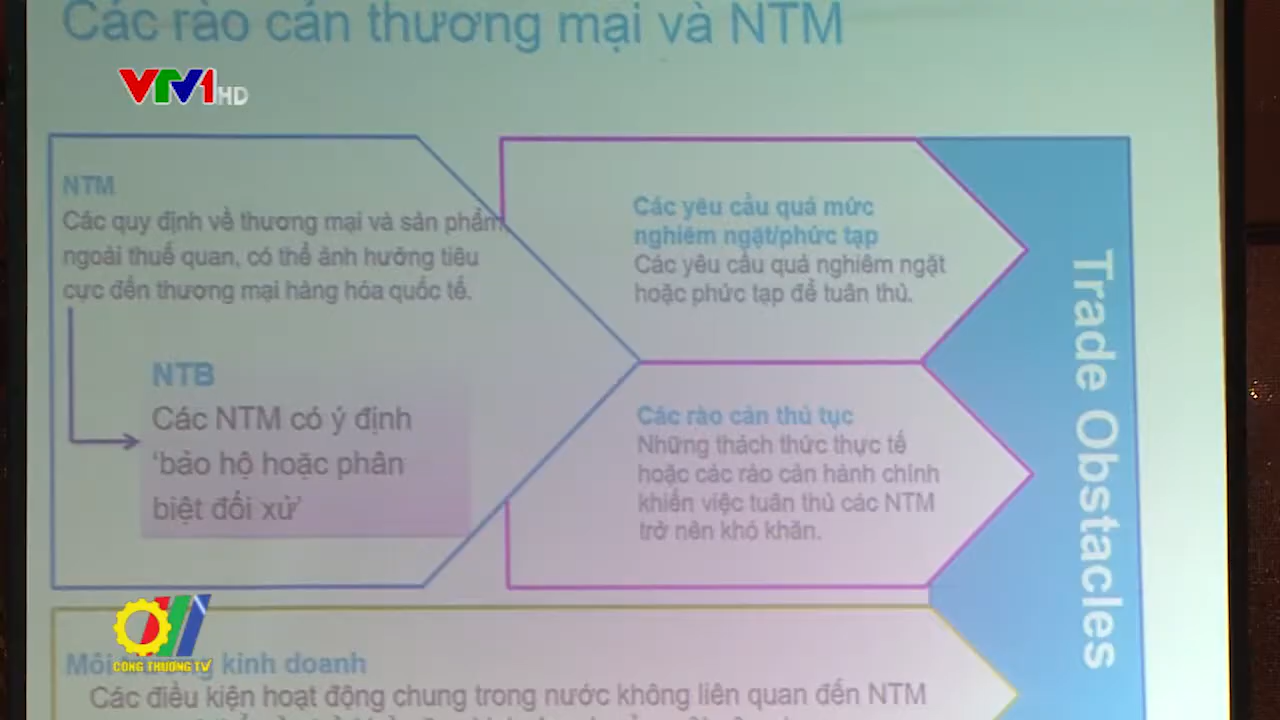 Các rào cản thương mại và NTM
VTV1HD
NTM
Các quy định về thương mại và sản phẩm
ngoài thuế quan, có thể ảnh hưởng tiêu
cực đến thương mại hàng hóa quốc tế.
NTB
Các NTM có ý định
‘bảo hộ hoặc phân
biệt đối xử’
Các yêu cầu quá mức
nghiêm ngặt/phức tạp
Các yêu cầu quá nghiêm ngặt
hoặc phức tạp để tuân thủ.
Các rào cản thủ tục
Những thách thức thực tế
hoặc các rào cản hành chính
khiến việc tuân thủ các NTM
trở nên khó khăn.
Trade Obstacles
CÔNG THƯƠNG TV
Môi trường kinh doanh
Các điều kiện hoạt động chung trong nước không liên quan đến NTM